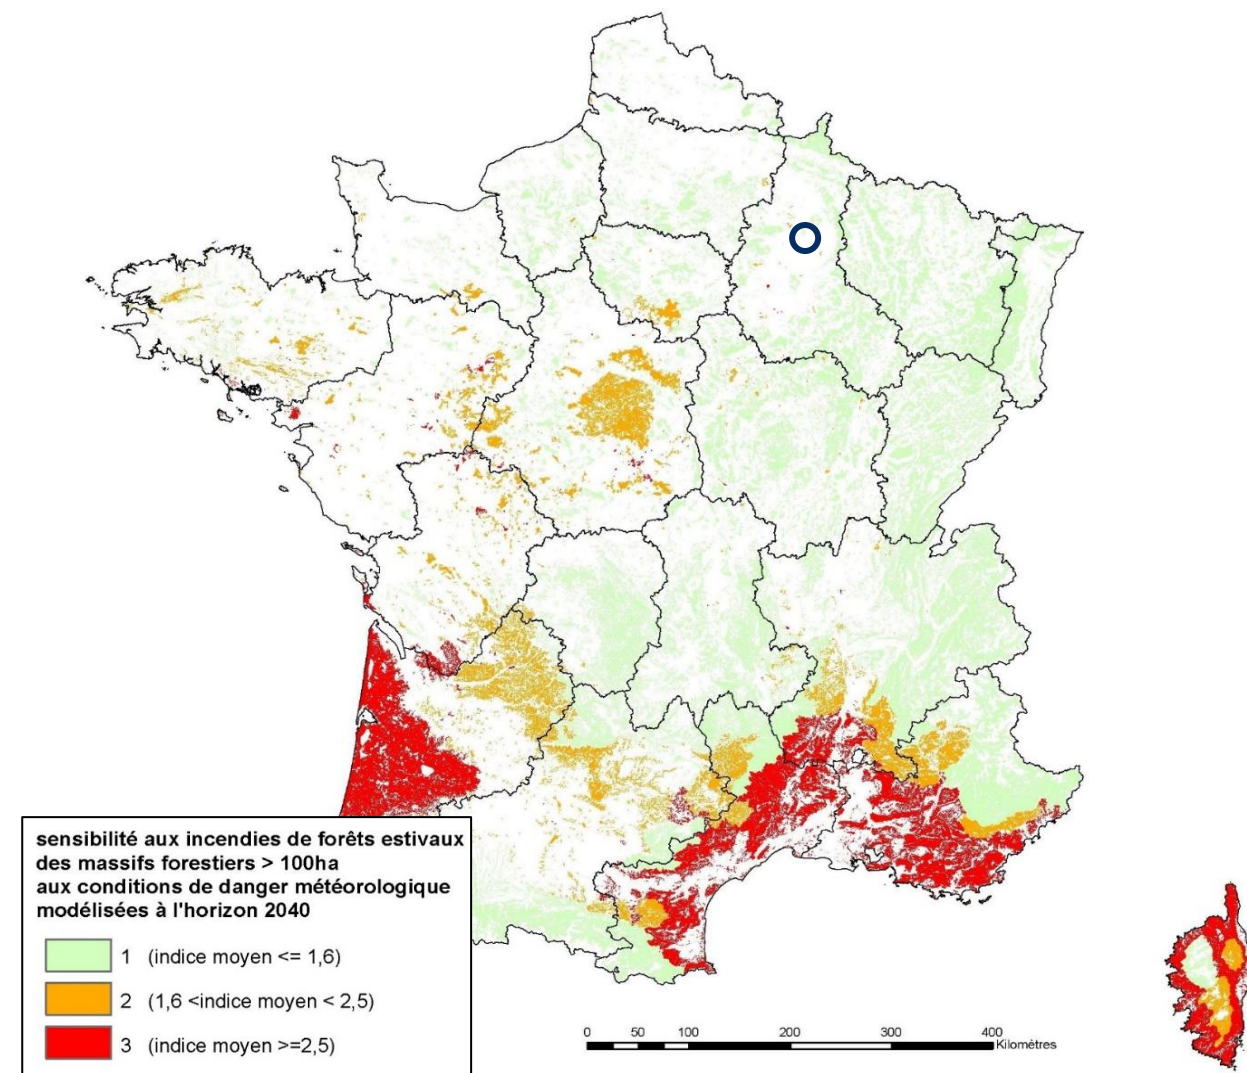 sensibilité aux incendies de forêts estivaux
des massifs forestiers > 100ha
aux conditions de danger météorologique
modélisées à l'horizon 2040
1 (indice moyen <= 1,6)
2 (1,6 <indice moyen < 2,5)
3 (indice moyen >=2,5)
0 50 100 200 300 400
Kilomètres